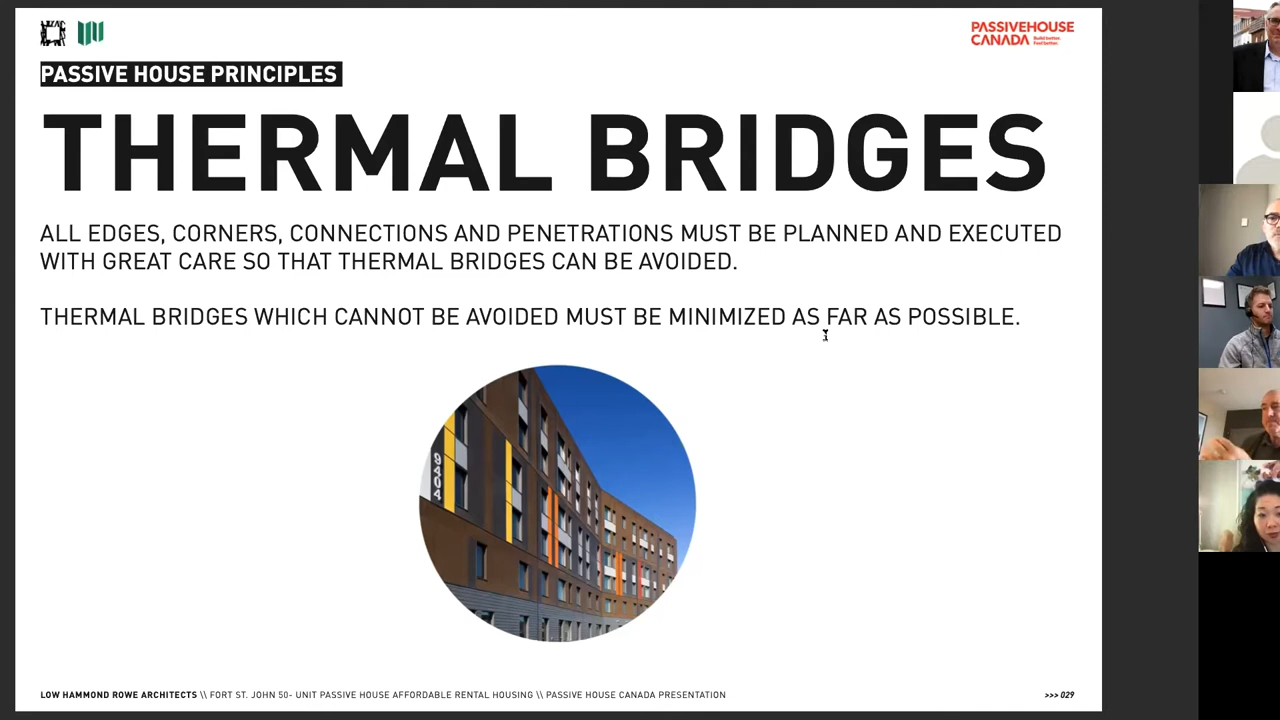 PASSIVEHOUSE
CANADA Build better. Feel better.
PASSIVE HOUSE PRINCIPLES
THERMAL BRIDGES
ALL EDGES, CORNERS, CONNECTIONS AND PENETRATIONS MUST BE PLANNED AND EXECUTED
WITH GREAT CARE SO THAT THERMAL BRIDGES CAN BE AVOIDED.
THERMAL BRIDGES WHICH CANNOT BE AVOIDED MUST BE MINIMIZED AS FAR AS POSSIBLE.
9404
LOW HAMMOND ROWE ARCHITECTS \\ FORT ST. JOHN 50- UNIT PASSIVE HOUSE AFFORDABLE RENTAL HOUSING \\ PASSIVE HOUSE CANADA PRESENTATION
>>> 029